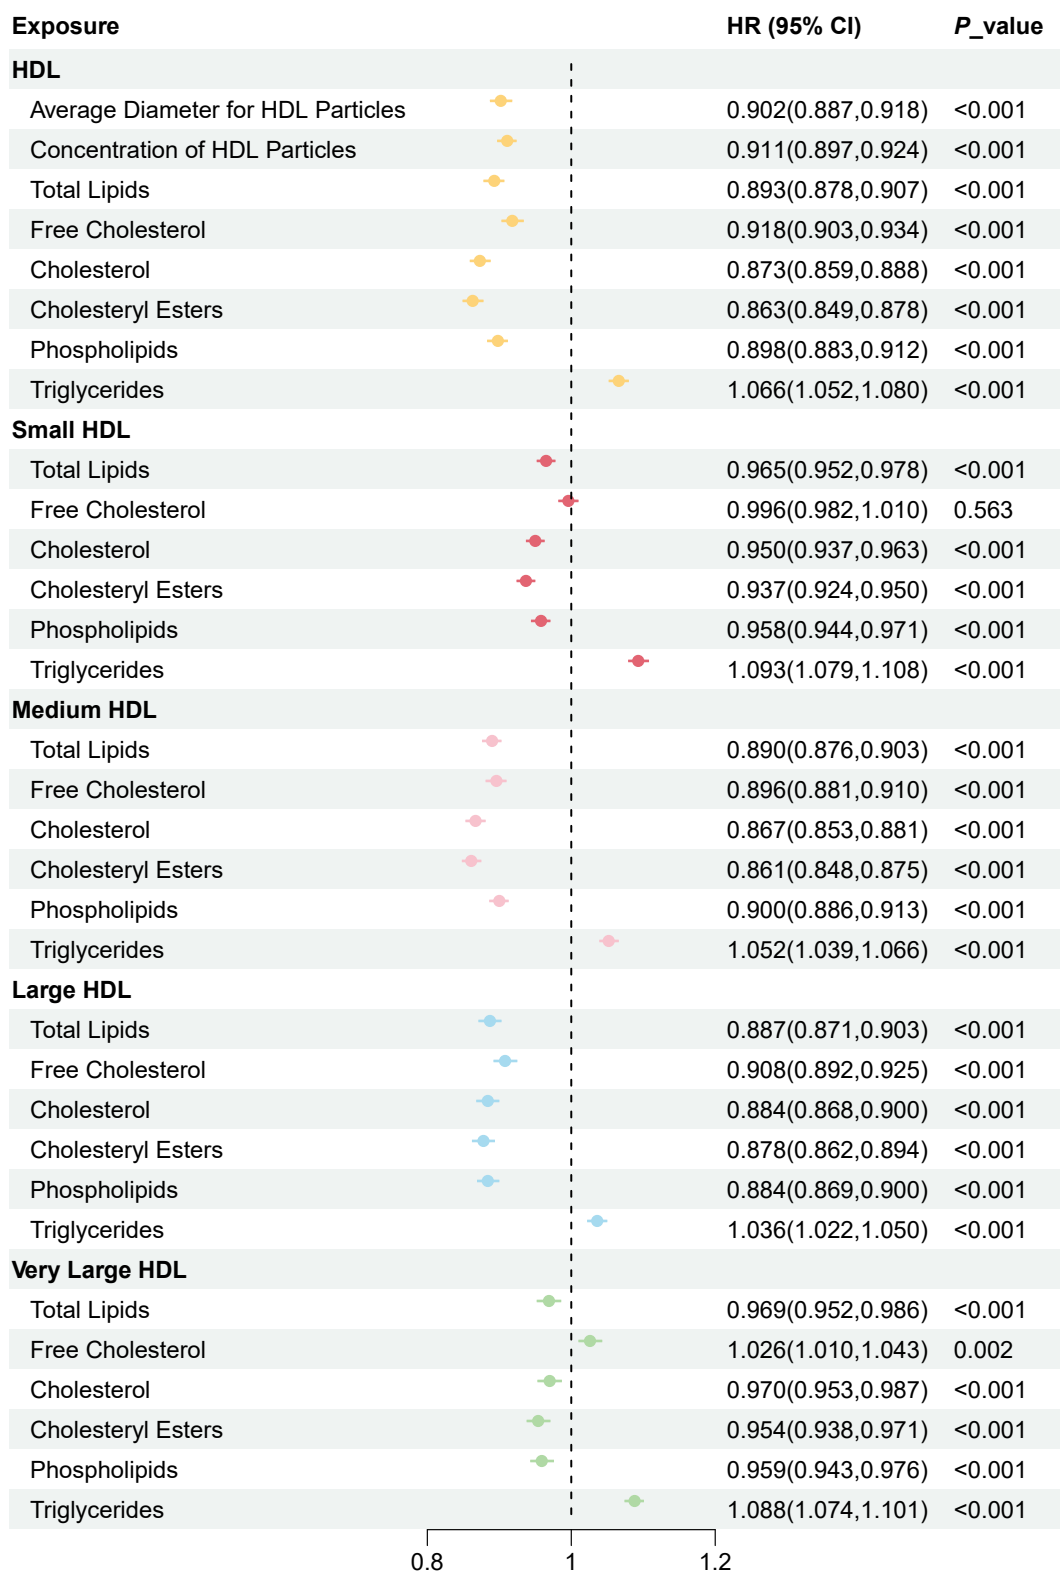 Exposure HR (95% CI) P_value
HDL
Average Diameter for HDL Particles 0.902(0.887,0.918) <0.001
Concentration of HDL Particles 0.911(0.897,0.924) <0.001
Total Lipids 0.893(0.878,0.907) <0.001
Free Cholesterol 0.918(0.903,0.934) <0.001
Cholesterol 0.873(0.859,0.888) <0.001
Cholesteryl Esters 0.863(0.849,0.878) <0.001
Phospholipids 0.898(0.883,0.912) <0.001
Triglycerides 1.066(1.052,1.080) <0.001
Small HDL
Total Lipids 0.965(0.952,0.978) <0.001
Free Cholesterol 0.996(0.982,1.010) 0.563
Cholesterol 0.950(0.937,0.963) <0.001
Cholesteryl Esters 0.937(0.924,0.950) <0.001
Phospholipids 0.958(0.944,0.971) <0.001
Triglycerides 1.093(1.079,1.108) <0.001
Medium HDL
Total Lipids 0.890(0.876,0.903) <0.001
Free Cholesterol 0.896(0.881,0.910) <0.001
Cholesterol 0.867(0.853,0.881) <0.001
Cholesteryl Esters 0.861(0.848,0.875) <0.001
Phospholipids 0.900(0.886,0.913) <0.001
Triglycerides 1.052(1.039,1.066) <0.001
Large HDL
Total Lipids 0.887(0.871,0.903) <0.001
Free Cholesterol 0.908(0.892,0.925) <0.001
Cholesterol 0.884(0.868,0.900) <0.001
Cholesteryl Esters 0.878(0.862,0.894) <0.001
Phospholipids 0.884(0.869,0.900) <0.001
Triglycerides 1.036(1.022,1.050) <0.001
Very Large HDL
Total Lipids 0.969(0.952,0.986) <0.001
Free Cholesterol 1.026(1.010,1.043) 0.002
Cholesterol 0.970(0.953,0.987) <0.001
Cholesteryl Esters 0.954(0.938,0.971) <0.001
Phospholipids 0.959(0.943,0.976) <0.001
Triglycerides 1.088(1.074,1.101) <0.001
0.8 1 1.2